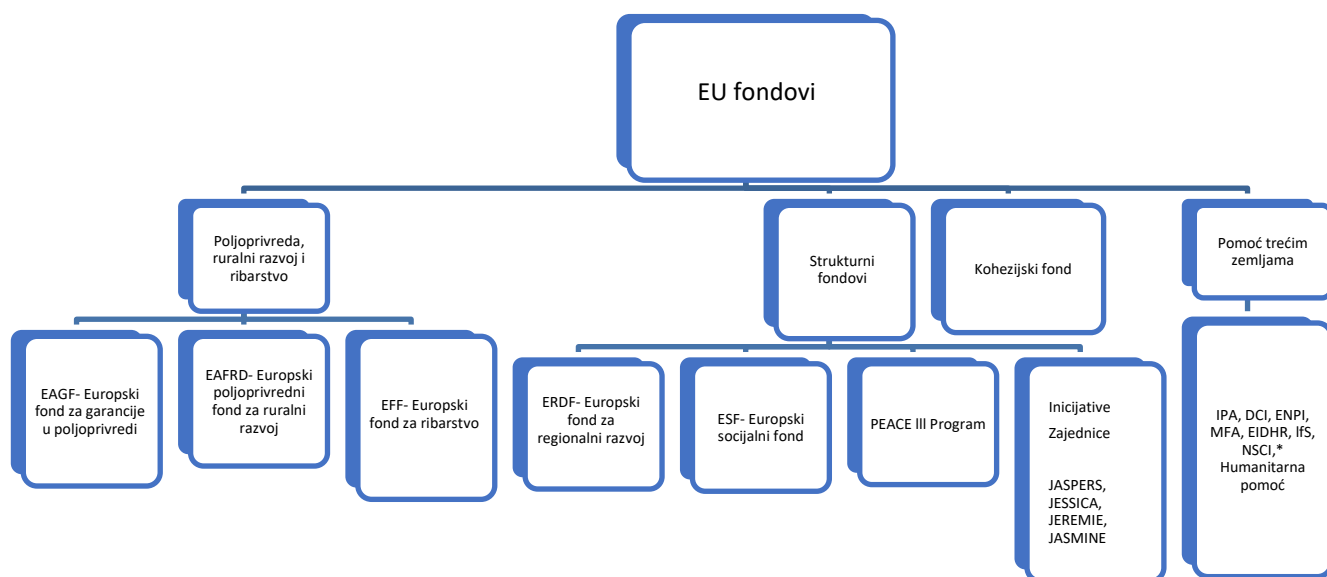 EU fondovi
Poljoprivreda,
ruralni razvoj i
ribarstvo
Strukturni
fondovi
Kohezijski fond
Pomoć trećim
zemljama
EAGF- Europski
fond za garancije
u poljoprivredi
EAFRD- Europski
poljoprivredni
fond za ruralni
razvoj
EFF- Europski
fond za ribarstvo
ERDF- Europski
fond za
regionalni razvoj
ESF- Europski
socijalni fond
PEACE lll Program
Inicijative
Zajednice
JASPERS,
JESSICA,
JEREMIE,
JASMINE
IPA, DCI, ENPI,
MFA, EIDHR, lfS,
NSCI,*
Humanitarna
pomoć